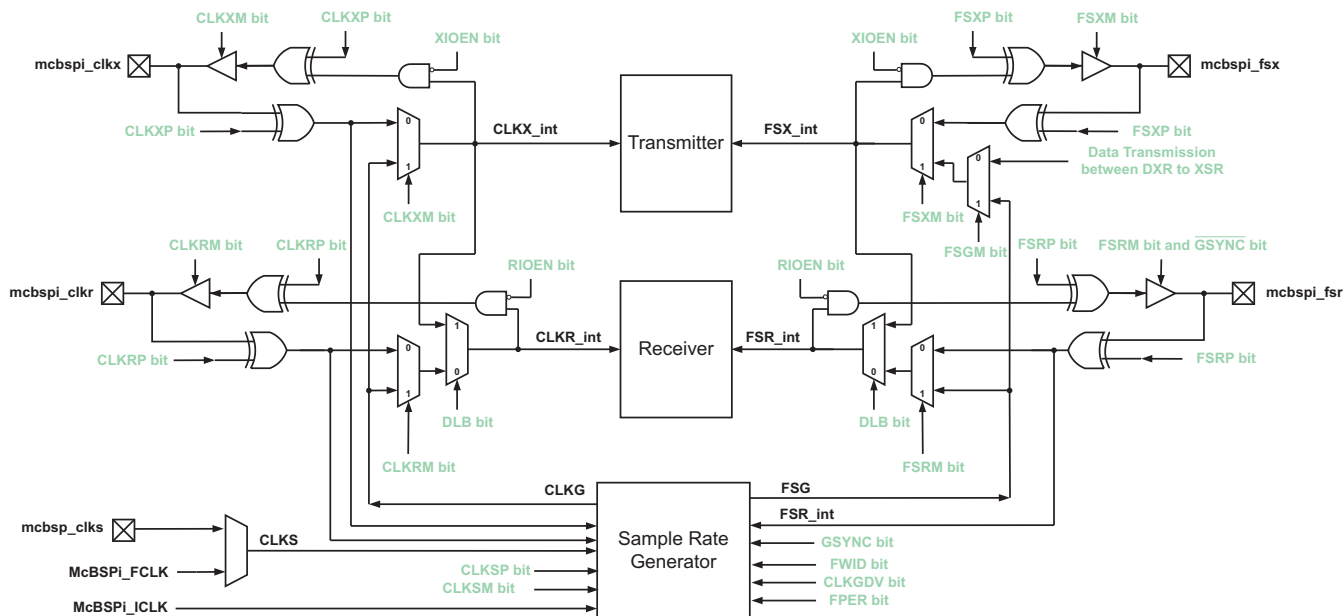 CLKXM bit
CLKXP bit
XIOEN bit
XIOEN bit
FSXP bit
FSXM bit
mcbspi_clkx
mcbspi_fsx
CLKXP bit
0
1
CLKX_int
Transmitter
FSX_int
0
1
FSXP bit
0
1
Data Transmission
between DXR to XSR
CLKXM bit
FSXM bit
FSGM bit
CLKRM bit
CLKRP bit
RIOEN bit
RIOEN bit
FSRP bit
FSRM bit and GSYNC bit
mcbspi_clkr
mcbspi_fsr
CLKRP bit
0
1
1
0
CLKR_int
Receiver
FSR_int
1
0
0
1
FSRP bit
DLB bit
DLB bit
CLKRM bit
FSRM bit
CLKG
FSG
mcbsp_clks
CLKS
Sample Rate
Generator
FSR_int
GSYNC bit
McBSPi_FCLK
CLKSP bit
FWID bit
CLKSM bit
CLKGDV bit
McBSPi_ICLK
FPER bit